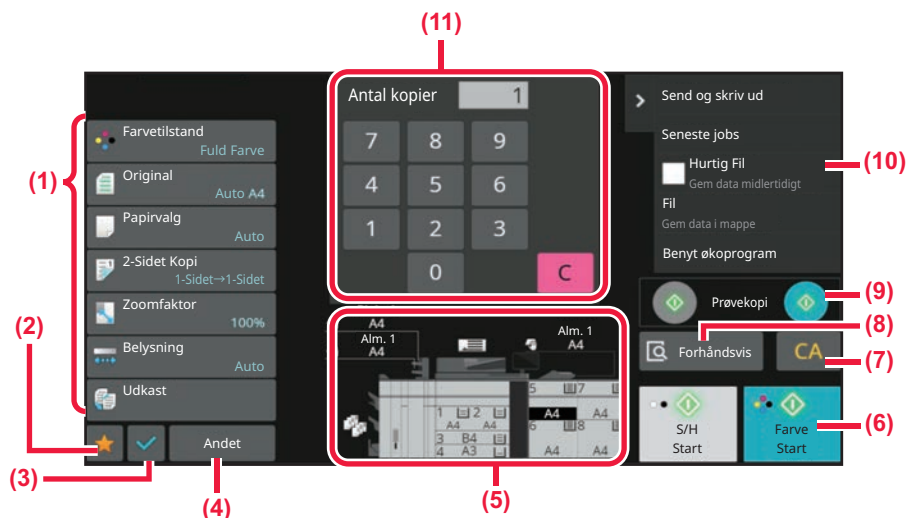 (11)
Antal kopier 1
7 8 9
4 5 6
1 2 3
0 C
(1)
Farvetilstand
Fuld Farve
Original
Auto A4
Papirvalg
Auto
2-Sidet Kopi
1-Sidet→1-Sidet
Zoomfaktor
100%
Belysning
Auto
Udkast
(2)
(3)
Andet
(4)
A4
Alm. 1
A4
Alm. 1
A4
1 2
A4 A4
3 B4
4 A3
5 7
A4 A4
6 8
A4 A4
(5)
Send og skriv ud
Seneste jobs
Hurtig Fil
Gem data midlertidigt
Fil
Gem data i mappe
Benyt økoprogram
(10)
Prøvekopi
(9)
(8)
Forhåndsvis
CA
(7)
S/H
Start
Farve
Start
(6)